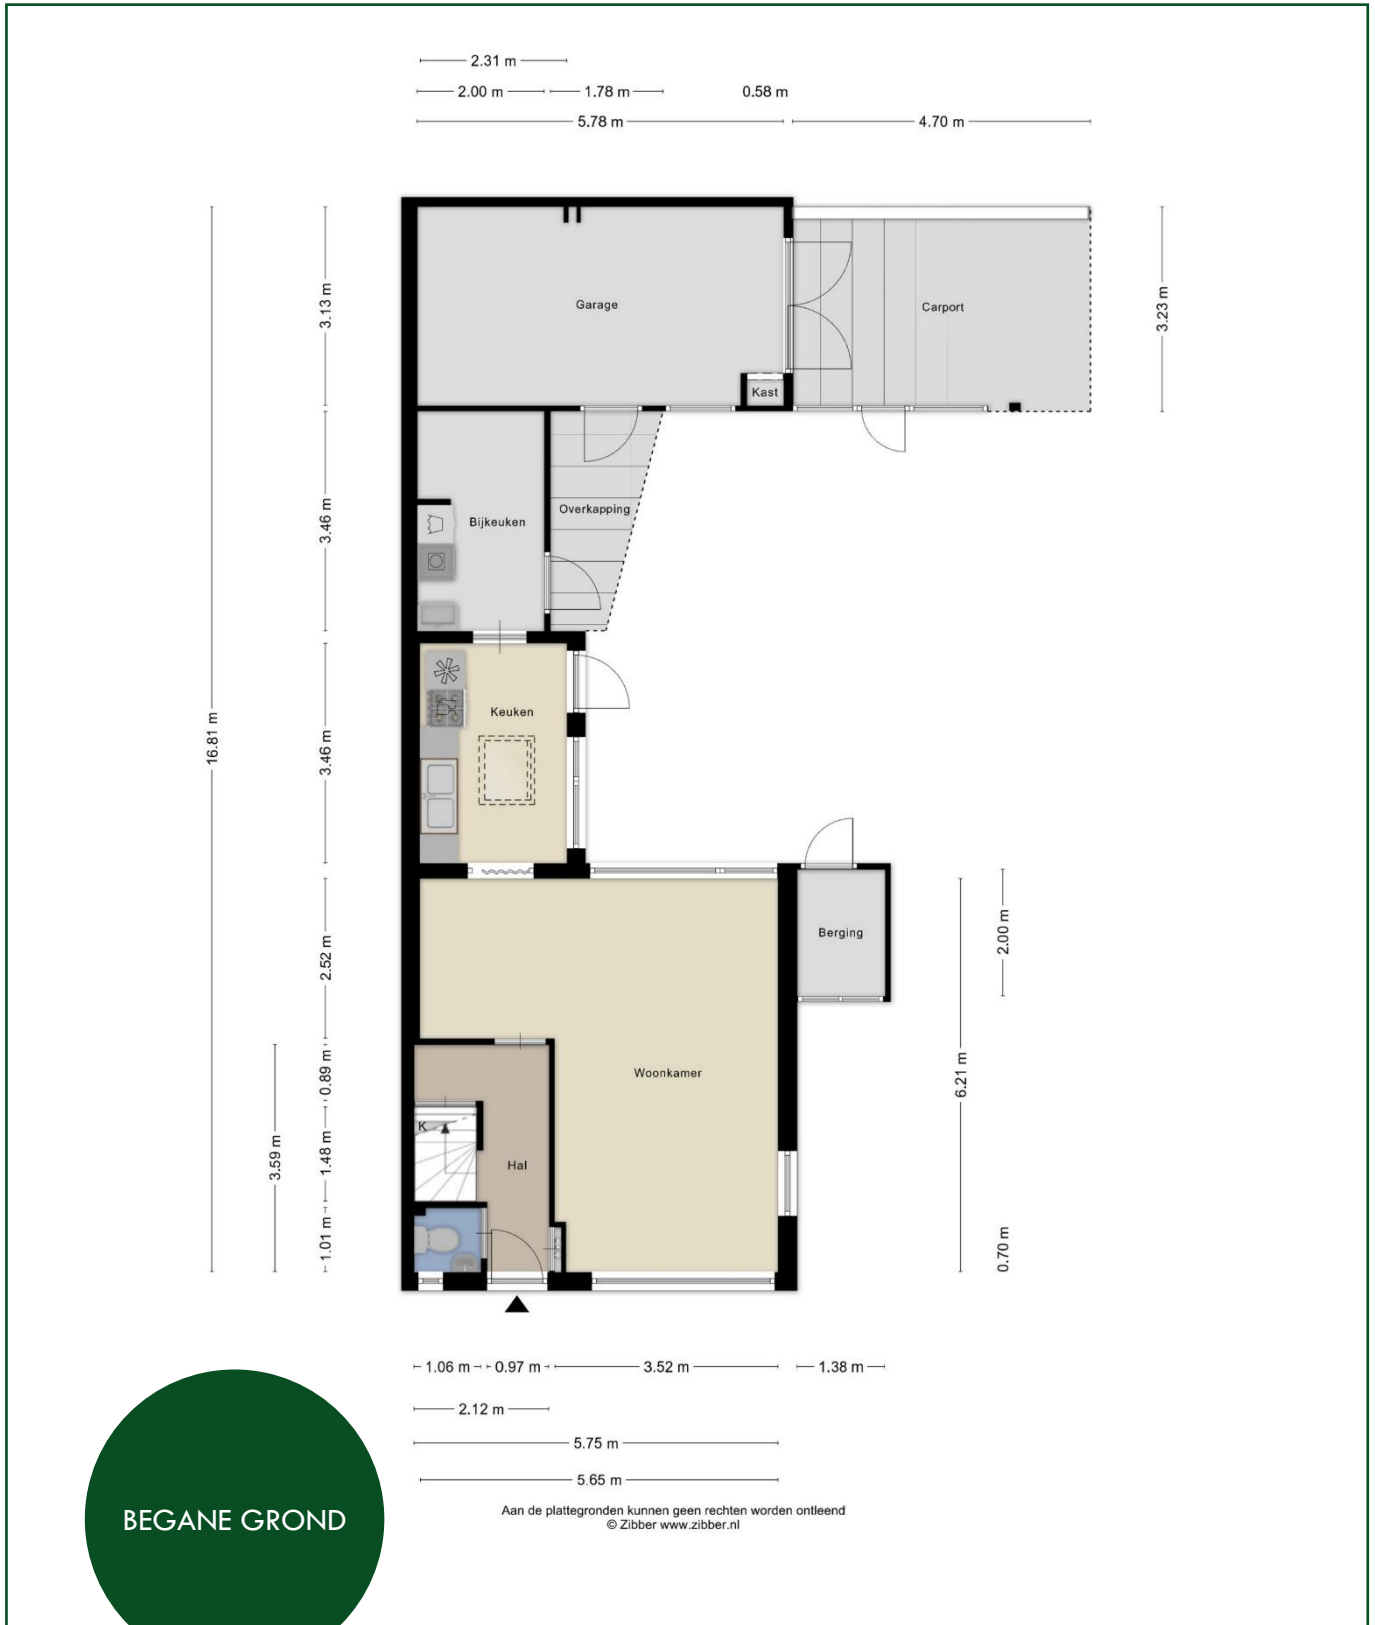 2.31 m
2.00 m
1.78 m
0.58 m
5.78 m
4.70 m
3.13 m
Garage
Carport
3.23 m
Kast
3.46 m
Bijkeuken
Overkapping
16.81 m
3.46 m
Keuken
2.52 m
Berging
2.00 m
0.89 m
Woonkamer
6.21 m
K
3.59 m
1.48 m
Hal
1.01 m
0.70 m
1.06 m
0.97 m
3.52 m
1.38 m
2.12 m
5.75 m
5.65 m
Aan de plattegronden kunnen geen rechten worden ontleend
© Zibber www.zibber.nl
BEGANE GROND